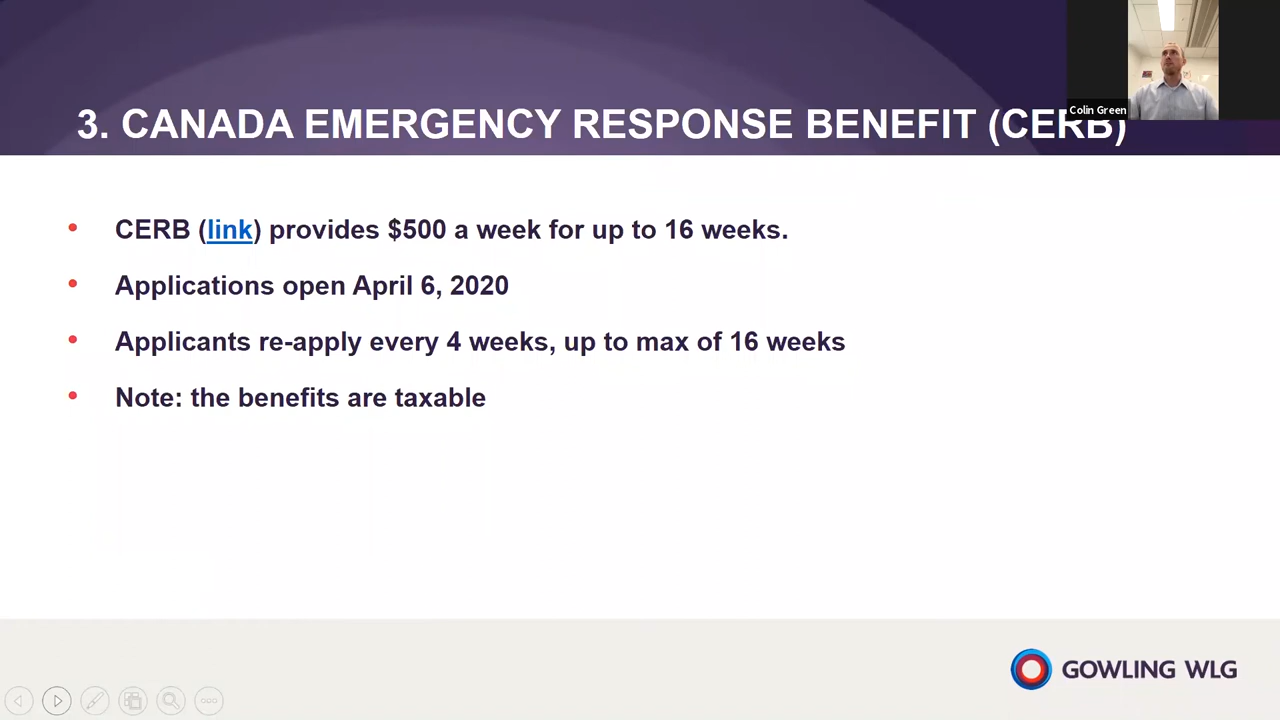 Colin Green
3. CANADA EMERGENCY RESPONSE BENEFIT (CERB)
• CERB (link) provides $500 a week for up to 16 weeks.
• Applications open April 6, 2020
• Applicants re-apply every 4 weeks, up to max of 16 weeks
• Note: the benefits are taxable
GOWLING WLG